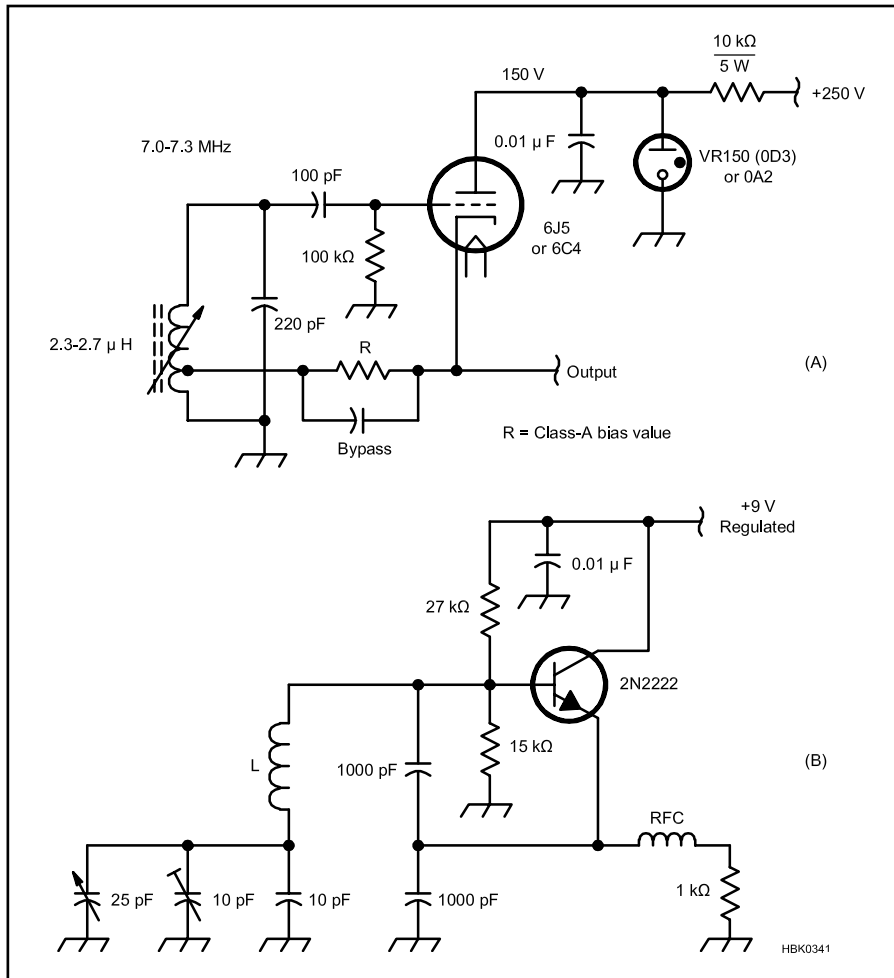 10 kΩ
5 W
150 V
+250 V
7.0-7.3 MHz
0.01 µ F
VR150 (0D3)
or 0A2
100 pF
6J5
or 6C4
100 kΩ
220 pF
2.3-2.7 µ H
R
Output
(A)
Bypass
R = Class-A bias value
+9 V
Regulated
0.01 µ F
27 kΩ
2N2222
15 kΩ
L
1000 pF
(B)
RFC
25 pF
10 pF
10 pF
1000 pF
1 kΩ
HBK0341